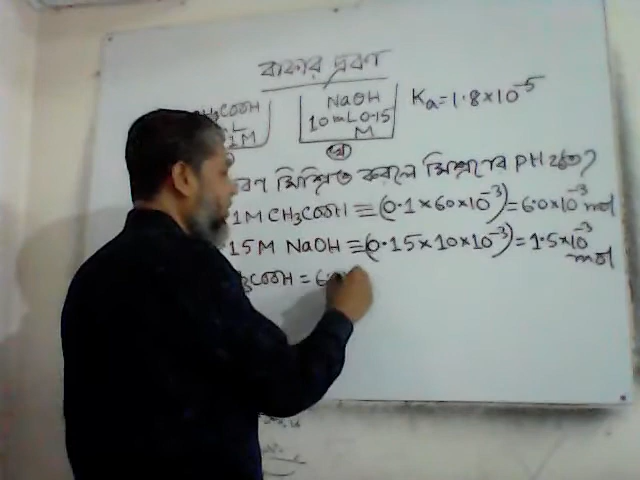 বাফার দ্রবণ
CH3COOH
1M
NaOH
10mL 0.15
M
Ka=1.8×10^-5
মিশ্রিত করলে মিশ্রণের pH কত?
1M CH3COOH ≡ (0.1×60×10^-3) = 6.0×10^-3 mol
15M NaOH ≡ (0.15×10×10^-3) = 1.5×10^-3
mol
3COOH = 6.